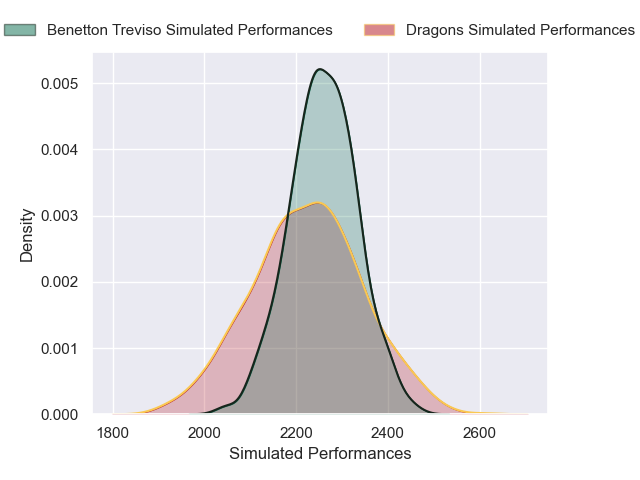 Benetton Treviso Simulated Performances Dragons Simulated Performances
0.005
0.004
0.003
0.002
0.001
0.000
Density
1800 2000 2200 2400 2600
Simulated Performances